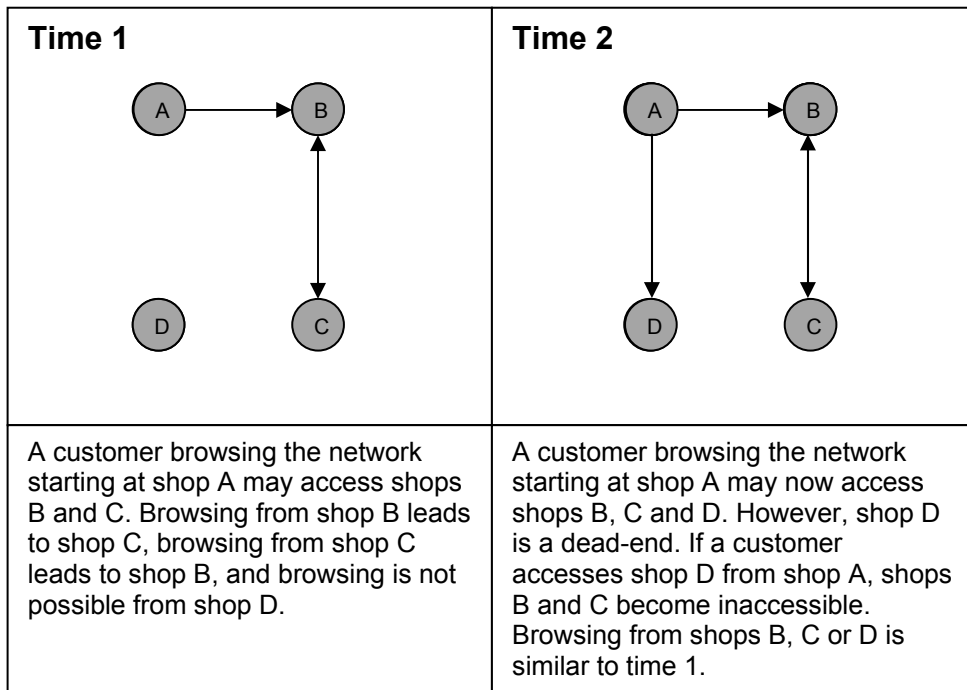 Time 1
A
B
D
C
A customer browsing the network
starting at shop A may access shops
B and C. Browsing from shop B leads
to shop C, browsing from shop C
leads to shop B, and browsing is not
possible from shop D.
Time 2
A
B
D
C
A customer browsing the network
starting at shop A may now access
shops B, C and D. However, shop D
is a dead-end. If a customer
accesses shop D from shop A, shops
B and C become inaccessible.
Browsing from shops B, C or D is
similar to time 1.